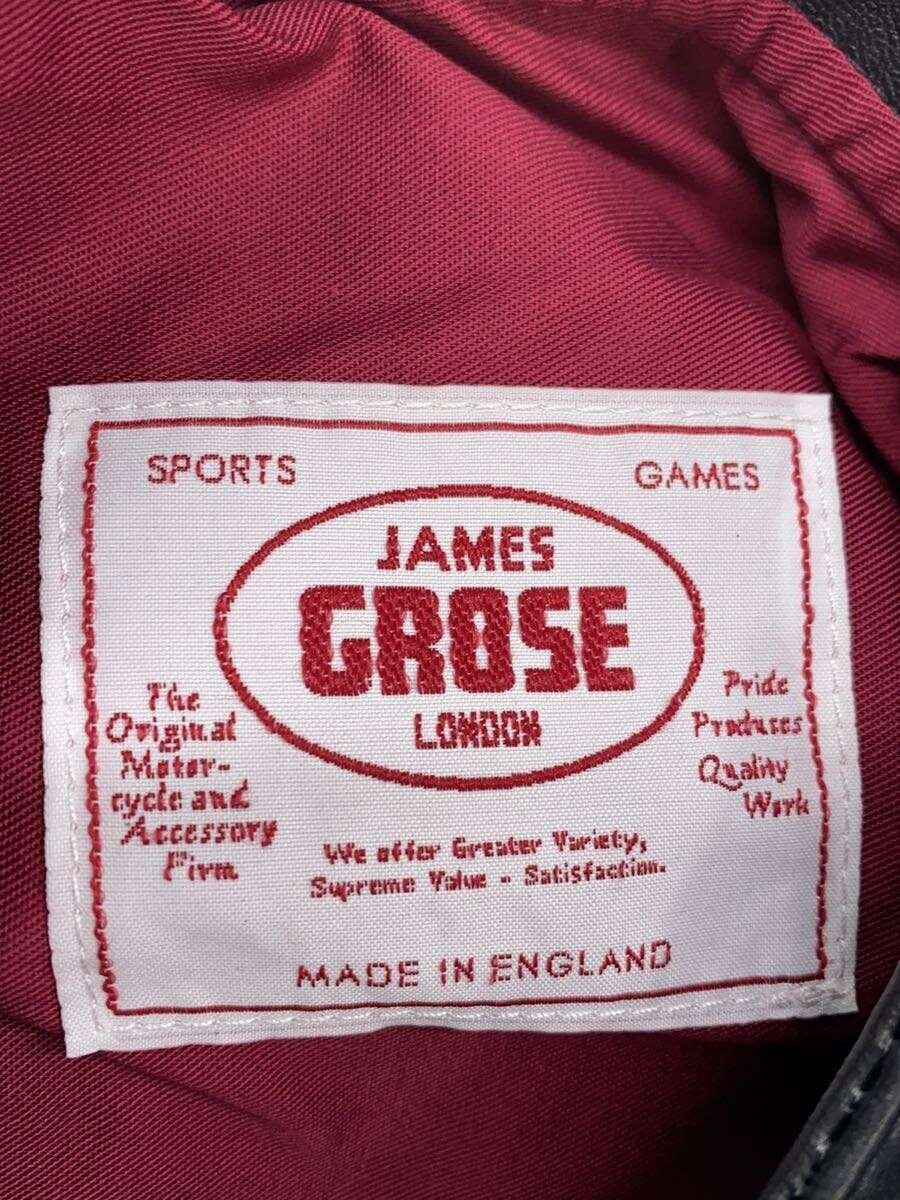 SPORTS
GAMES
JAMES
GROSE
LONDON
The
Original
Motor-
cycle and
Accessory
Firm
Pride
Produces
Quality
Work
We offer Greater Variety,
Supreme Value - Satisfaction.
MADE IN ENGLAND